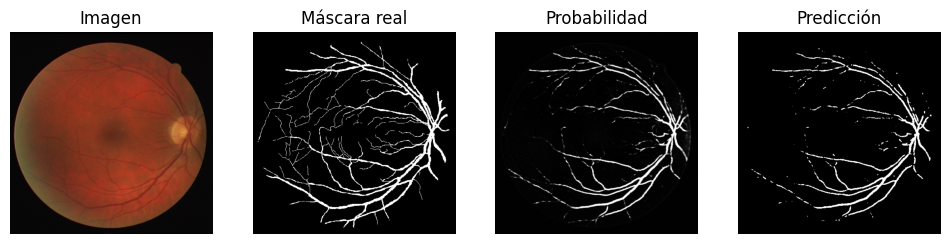 Imagen
Máscara real
Probabilidad
Predicción